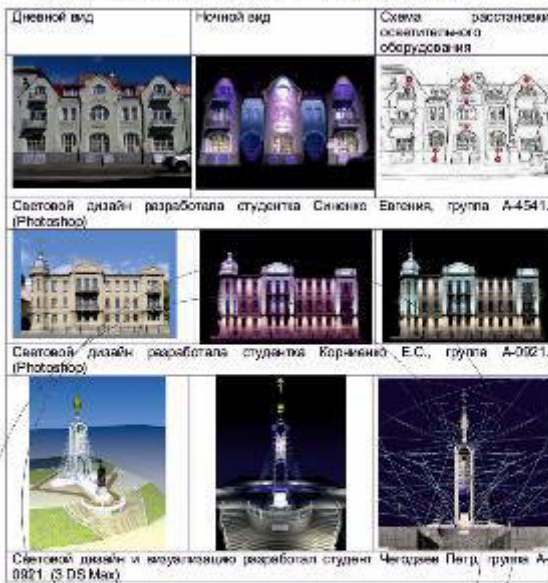 Дневной вид
Ночной вид
Схема расстановки
осветительного
оборудования
Световой дизайн разработала студентка Синенко Евгения, группа А-4541.
(Photoshop)
Световой дизайн разработала студентка Корниенко Е.С., группа А-0921.
(Photoshop)
Световой дизайн и визуализацию разработал студент Чегодаев Петр, группа А-
0921. (3 DS Max)